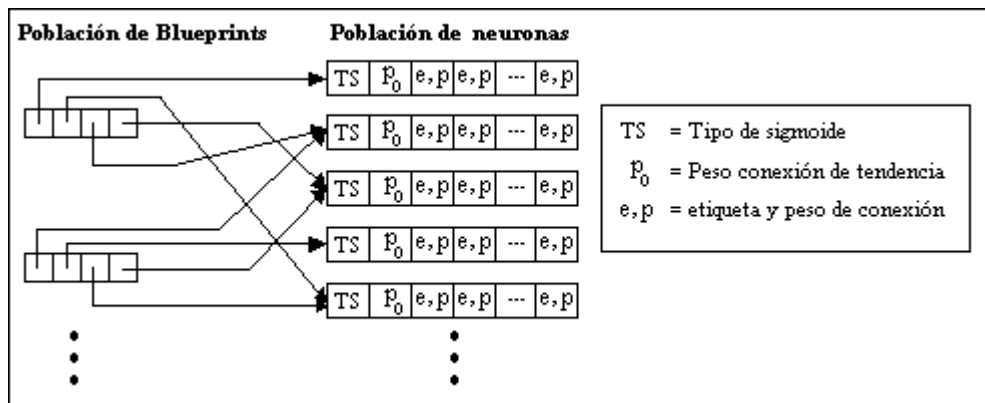 Población de Blueprints
Población de neuronas
TS p0 e,p e,p --- e,p
TS p0 e,p e,p --- e,p
TS p0 e,p e,p --- e,p
TS p0 e,p e,p --- e,p
TS p0 e,p e,p --- e,p
TS = Tipo de sigmoide
p0 = Peso conexión de tendencia
e,p = etiqueta y peso de conexión